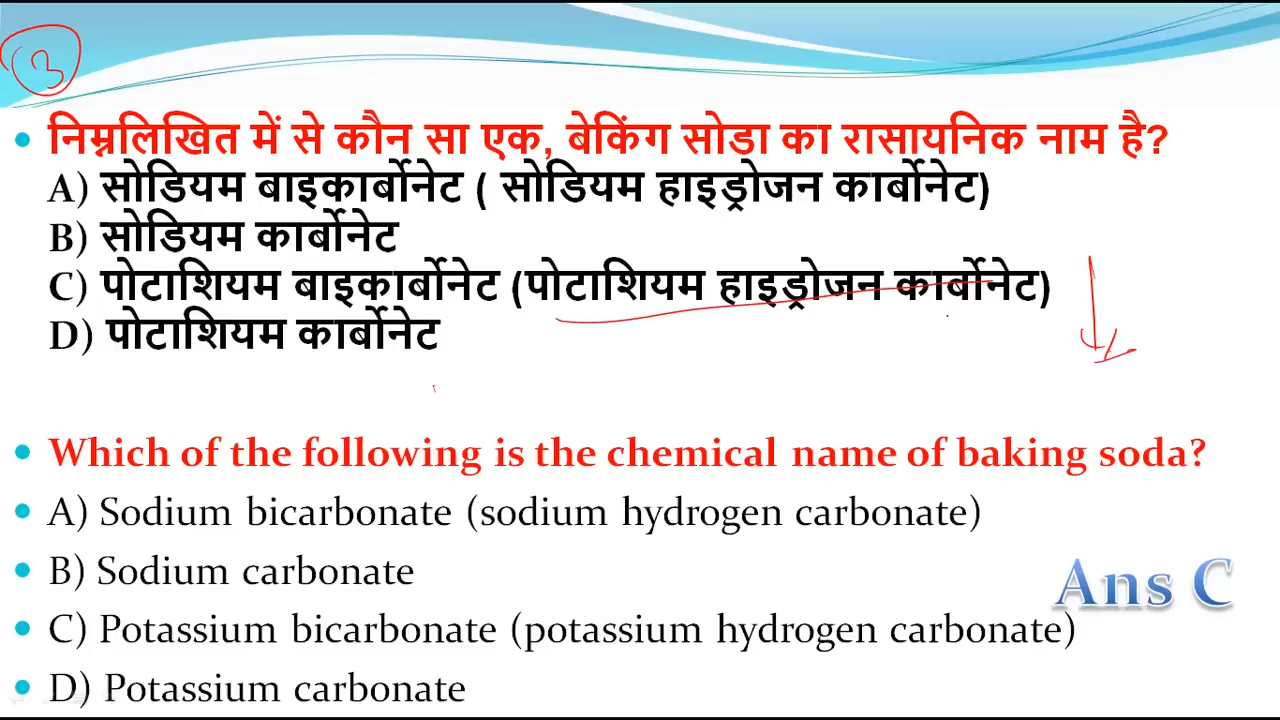 3
निम्नलिखित में से कौन सा एक, बेकिंग सोडा का रासायनिक नाम है?
A) सोडियम बाइकार्बोनेट ( सोडियम हाइड्रोजन कार्बोनेट)
B) सोडियम कार्बोनेट
C) पोटाशियम बाइकार्बोनेट (पोटाशियम हाइड्रोजन कार्बोनेट)
D) पोटाशियम कार्बोनेट
Which of the following is the chemical name of baking soda?
A) Sodium bicarbonate (sodium hydrogen carbonate)
B) Sodium carbonate
Ans C
C) Potassium bicarbonate (potassium hydrogen carbonate)
D) Potassium carbonate